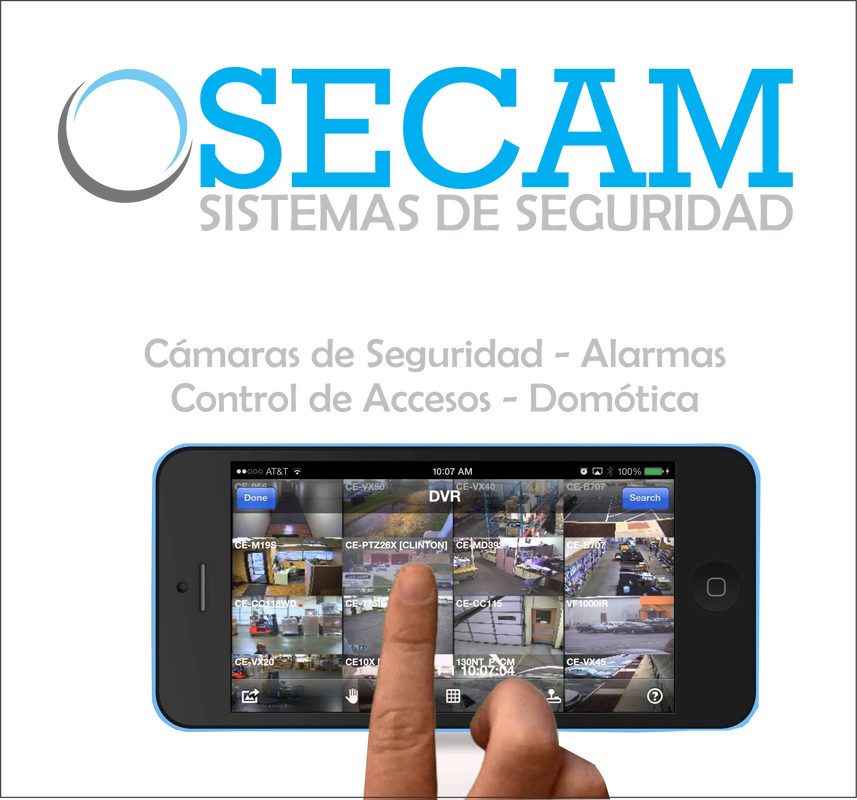 SECAM
SISTEMAS DE SEGURIDAD
Cámaras de Seguridad - Alarmas
Control de Accesos - Domótica
AT&T 10:07 AM 100%
CE-VX60 CE-VX40 CE-B707
Done DVR Search
CE-M19S CE-PTZ26X [CLINTON] CE-B707
CE-CC118WD CE-CC115 VF1000IR
CE-VX20 CE10X CE-VX45
10:07:04